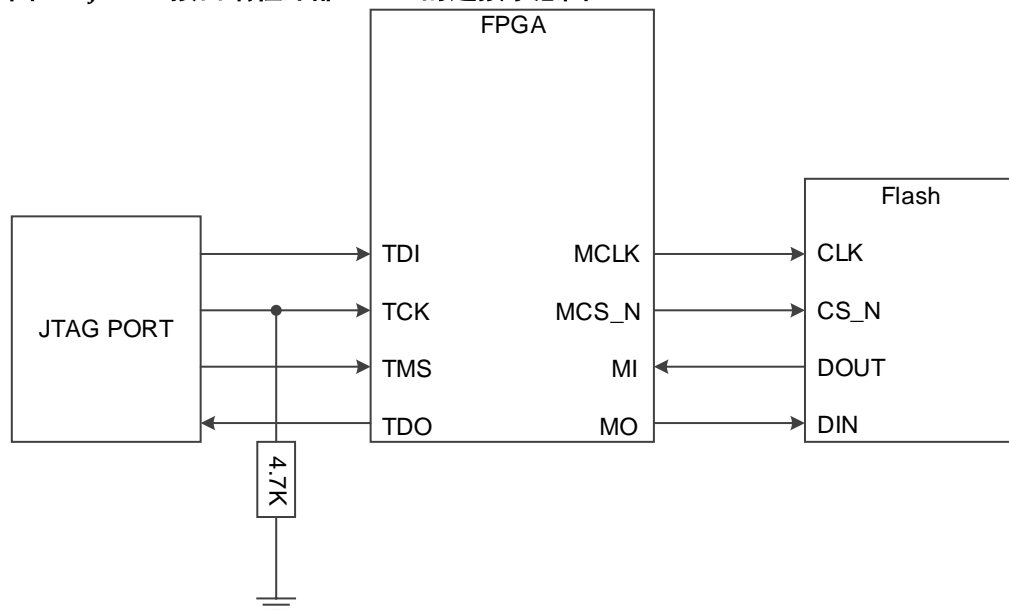 FPGA
Flash
JTAG PORT
TDI
TCK
TMS
TDO
MCLK
MCS_N
MI
MO
CLK
CS_N
DOUT
DIN
4.7K